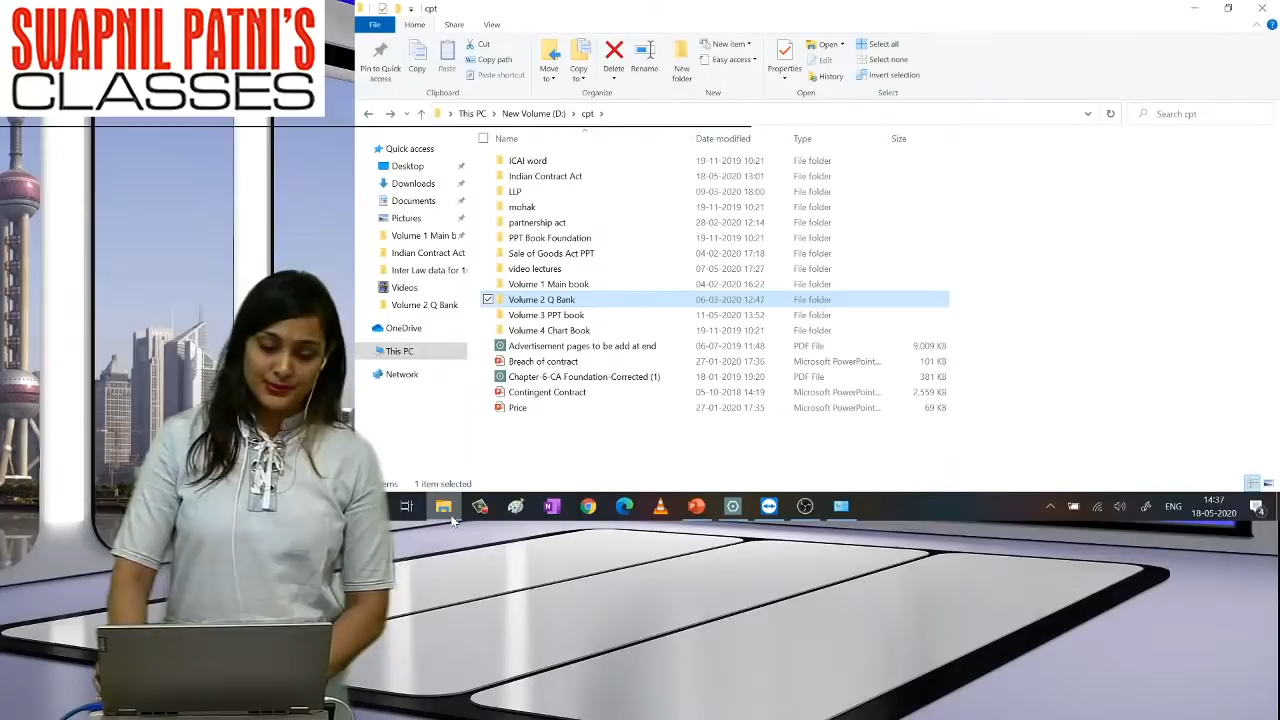 SWAPNIL PATNI'S
CLASSES
cpt
File
Home
Share
View
Pin to Quick access
Copy
Paste
Cut
Copy path
Paste shortcut
Clipboard
Move to
Copy to
Delete
Rename
Organize
New folder
New item
Easy access
New
Properties
Open
Edit
History
Open
Select all
Select none
Invert selection
Select
This PC
New Volume (D:)
cpt
Search cpt
Name
Date modified
Type
Size
Quick access
Desktop
Downloads
Documents
Pictures
Volume 1 Main b
Indian Contract Act
Inter Law data for 1
Videos
Volume 2 Q Bank
OneDrive
This PC
Network
ICAI word 19-11-2019 10:21 File folder
Indian Contract Act 18-05-2020 13:01 File folder
LLP 09-03-2020 18:00 File folder
mohak 19-11-2019 10:21 File folder
partnership act 28-02-2020 12:14 File folder
PPT Book Foundation 19-11-2019 10:21 File folder
Sale of Goods Act PPT 04-02-2020 17:18 File folder
video lectures 07-05-2020 17:27 File folder
Volume 1 Main book 04-02-2020 16:22 File folder
Volume 2 Q Bank 06-03-2020 12:47 File folder
Volume 3 PPT book 11-05-2020 13:52 File folder
Volume 4 Chart Book 19-11-2019 10:21 File folder
Advertisement pages to be add at end 06-07-2019 11:48 PDF File 9,009 KB
Breach of contract 27-01-2020 17:36 Microsoft PowerPoint... 101 KB
Chapter-6-CA Foundation-Corrected (1) 18-01-2019 19:20 PDF File 381 KB
Contingent Contract 05-10-2018 14:19 Microsoft PowerPoint... 2,559 KB
Price 27-01-2020 17:35 Microsoft PowerPoint... 69 KB
ems 1 item selected
ENG
14:37
18-05-2020